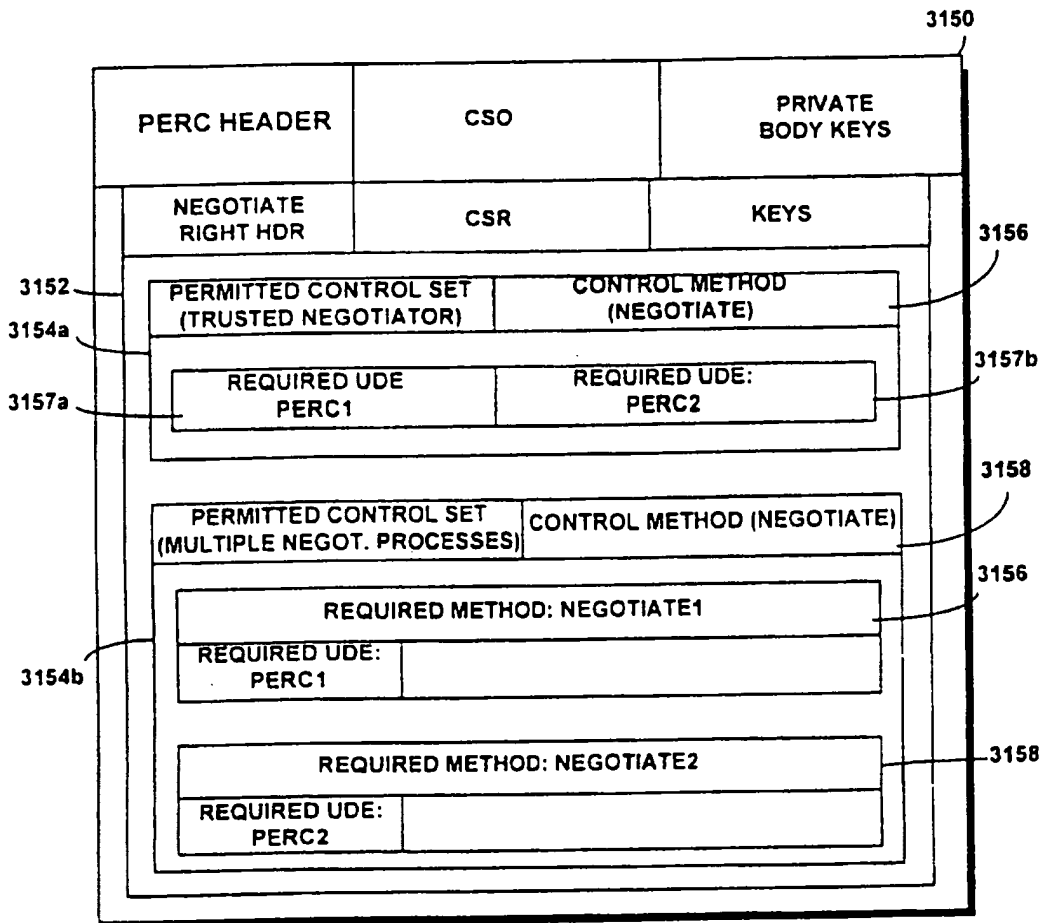 3150
PERC HEADER
CSO
PRIVATE
BODY KEYS
NEGOTIATE
RIGHT HDR
CSR
KEYS
3156
3152
PERMITTED CONTROL SET
(TRUSTED NEGOTIATOR)
CONTROL METHOD
(NEGOTIATE)
3154a
REQUIRED UDE
PERC1
REQUIRED UDE:
PERC2
3157b
3157a
3158
PERMITTED CONTROL SET
(MULTIPLE NEGOT. PROCESSES)
CONTROL METHOD (NEGOTIATE)
3156
REQUIRED METHOD: NEGOTIATE1
3154b
REQUIRED UDE:
PERC1
REQUIRED METHOD: NEGOTIATE2
3158
REQUIRED UDE:
PERC2